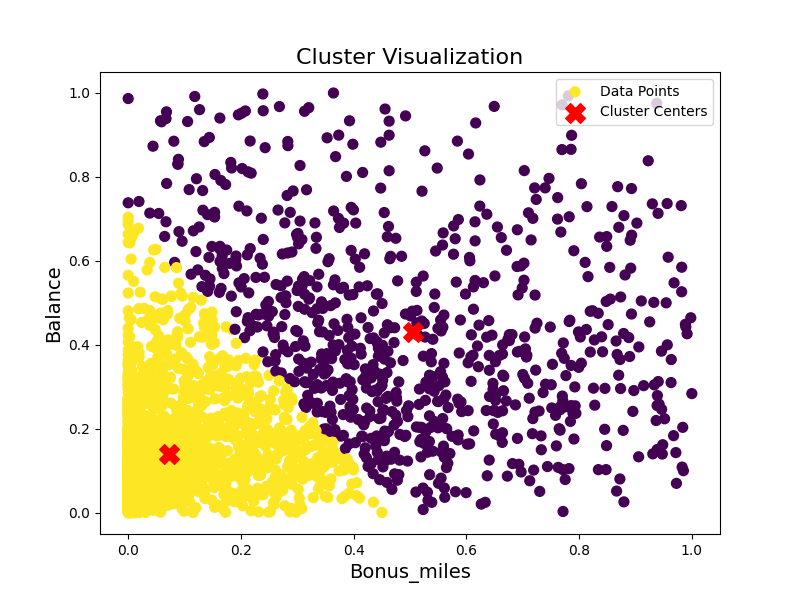 Cluster Visualization
Data Points
Cluster Centers
1.0
0.8
0.6
0.4
0.2
0.0
Balance
0.0 0.2 0.4 0.6 0.8 1.0
Bonus_miles